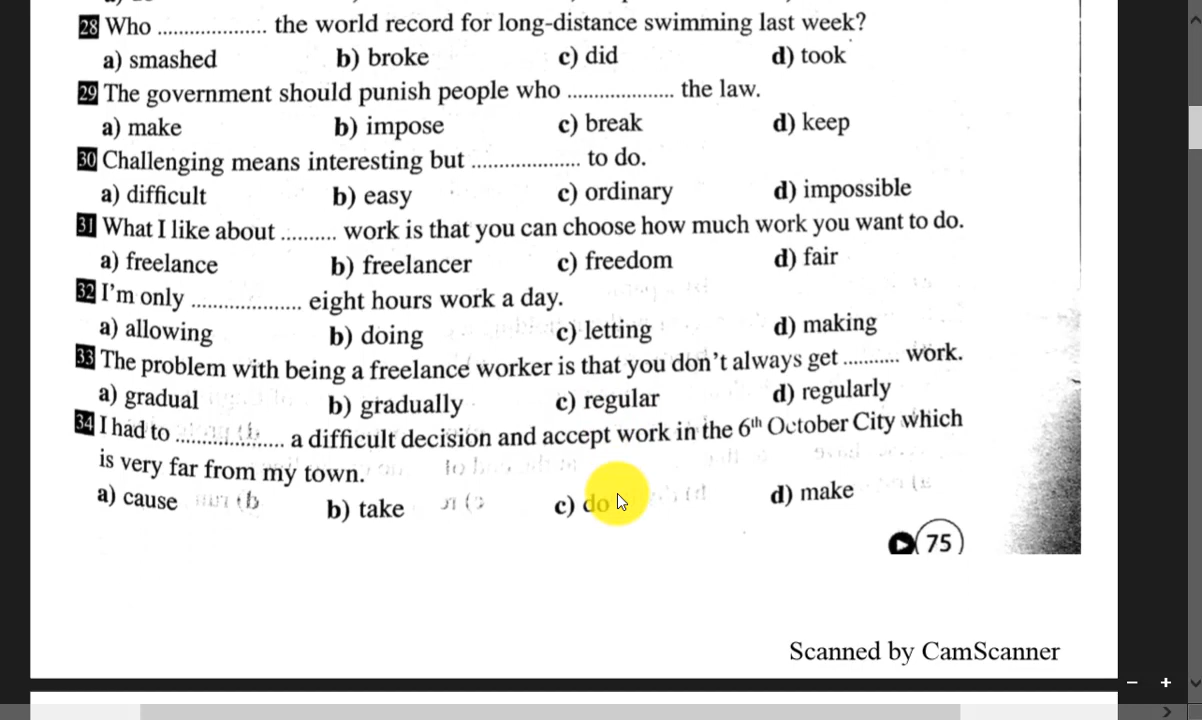 28 Who .................... the world record for long-distance swimming last week?
a) smashed b) broke c) did d) took
29 The government should punish people who .................... the law.
a) make b) impose c) break d) keep
30 Challenging means interesting but .................... to do.
a) difficult b) easy c) ordinary d) impossible
31 What I like about .......... work is that you can choose how much work you want to do.
a) freelance b) freelancer c) freedom d) fair
32 I'm only .................... eight hours work a day.
a) allowing b) doing c) letting d) making
33 The problem with being a freelance worker is that you don't always get .......... work.
a) gradual b) gradually c) regular d) regularly
34 I had to .................... a difficult decision and accept work in the 6th October City which
is very far from my town.
a) cause b) take c) do d) make
75
Scanned by CamScanner